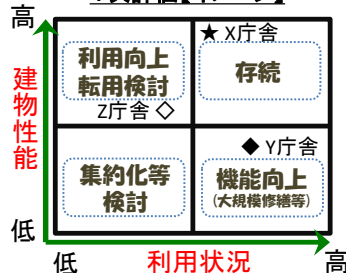 高
★ X庁舎
利用向上
転用検討
Z庁舎 ◇
存続
建物性能
◆ Y庁舎
集約化等
検討
機能向上
(大規模修繕等)
低
低
利用状況
高